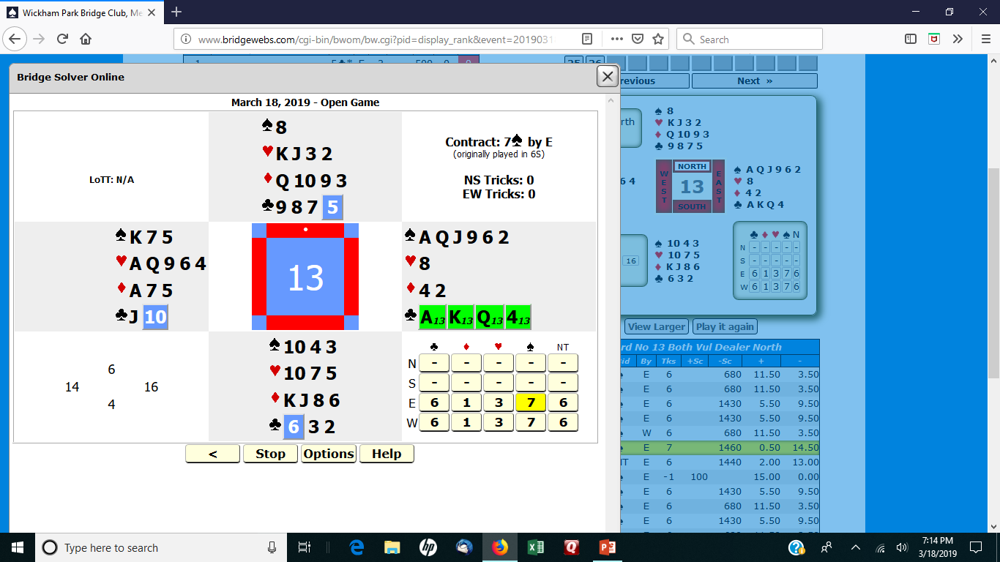 Wickham Park Bridge Club, Me
www.bridgewebs.com/cgi-bin/bwom/bw.cgi?pid=display_rank&event=2019031
Search
Bridge Solver Online
March 18, 2019 - Open Game
♠ 8
♥ K J 3 2
♦ Q 10 9 3
♣ 9 8 7 5
LoTT: N/A
Contract: 7♠ by E
(originally played in 6S)
NS Tricks: 0
EW Tricks: 0
♠ K 7 5
♥ A Q 9 6 4
♦ A 7 5
♣ J 10
13
♠ A Q J 9 6 2
♥ 8
♦ 4 2
♣ A13 K13 Q13 413
♠ 10 4 3
♥ 10 7 5
♦ K J 8 6
♣ 6 3 2
6
14 16
4
♣ ♦ ♥ ♠ NT
N - - - - -
S - - - - -
E 6 1 3 7 6
W 6 1 3 7 6
< Stop Options Help
25 26
revious Next »
rth
♠ 8
♥ K J 3 2
♦ Q 10 9 3
♣ 9 8 7 5
6 4
NORTH
WEST 13 EAST
SOUTH
♠ A Q J 9 6 2
♥ 8
♦ 4 2
♣ A K Q 4
16
♠ 10 4 3
♥ 10 7 5
♦ K J 8 6
♣ 6 3 2
♣ ♦ ♥ ♠ N
N - - - - -
S - - - - -
E 6 1 3 7 6
W 6 1 3 7 6
View Larger Play it again
rd No 13 Both Vul Dealer North
id By Tks +Sc -Sc + -
♠ E 6 680 11.50 3.50
♠ E 6 680 11.50 3.50
♠ E 6 1430 5.50 9.50
♠ E 6 1430 5.50 9.50
♠ W 6 680 11.50 3.50
♠ E 7 1460 0.50 14.50
IT E 6 1440 2.00 13.00
♠ E -1 100 15.00 0.00
♠ E 6 1430 5.50 9.50
♠ E 6 680 11.50 3.50
♠ E 6 1430 5.50 9.50
Type here to search
7:14 PM
3/18/2019